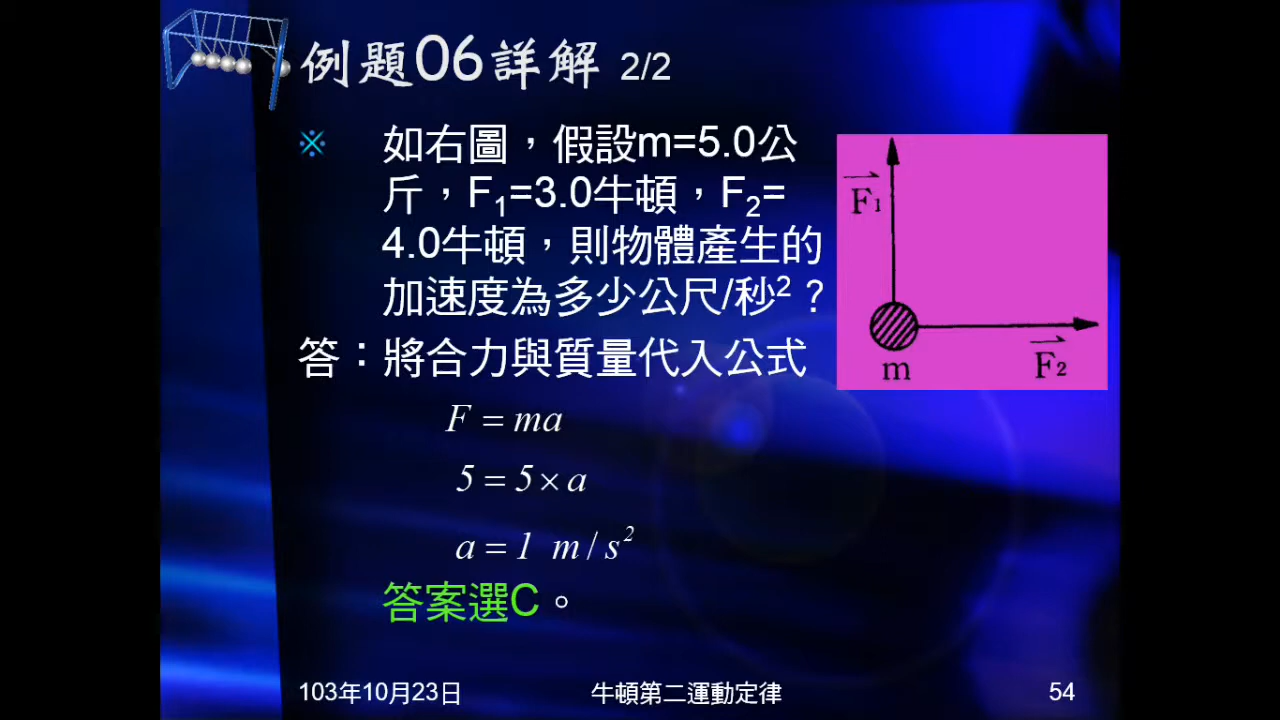 例題06詳解 2/2
※ 如右圖，假設m=5.0公
斤，F₁=3.0牛頓，F₂=
4.0牛頓，則物體產生的
加速度為多少公尺/秒²？
答：將合力與質量代入公式
F = ma
5 = 5 × a
a = 1 m / s²
答案選C。
F₁
m
F₂
103年10月23日
牛頓第二運動定律
54